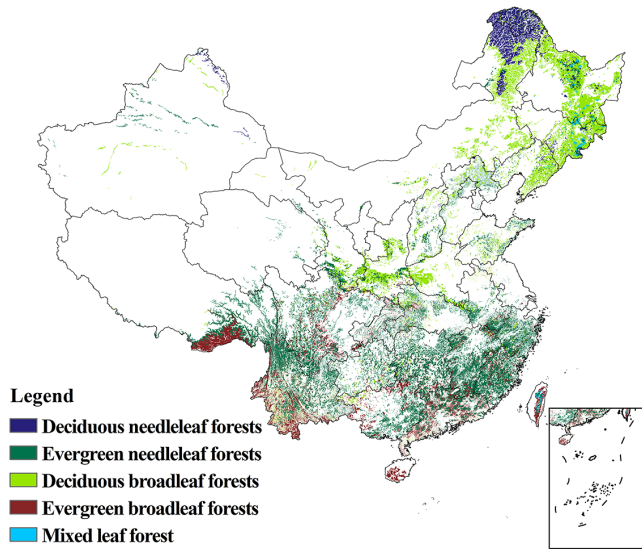 Legend
Deciduous needleleaf forests
Evergreen needleleaf forests
Deciduous broadleaf forests
Evergreen broadleaf forests
Mixed leaf forest